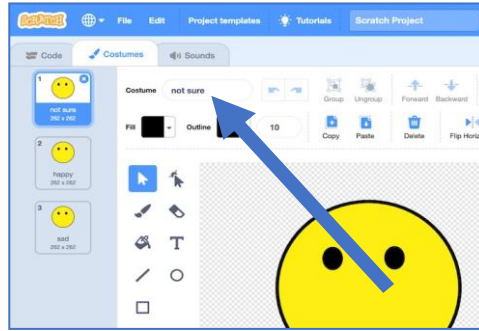 SCRATCH File Edit Project templates Tutorials Scratch Project
Code Costumes Sounds
1
not sure
262 x 262
2
happy
262 x 262
3
sad
262 x 262
Costume not sure
Group Ungroup Forward Backward
Fill Outline 10
Copy Paste Delete Flip Horiz
T